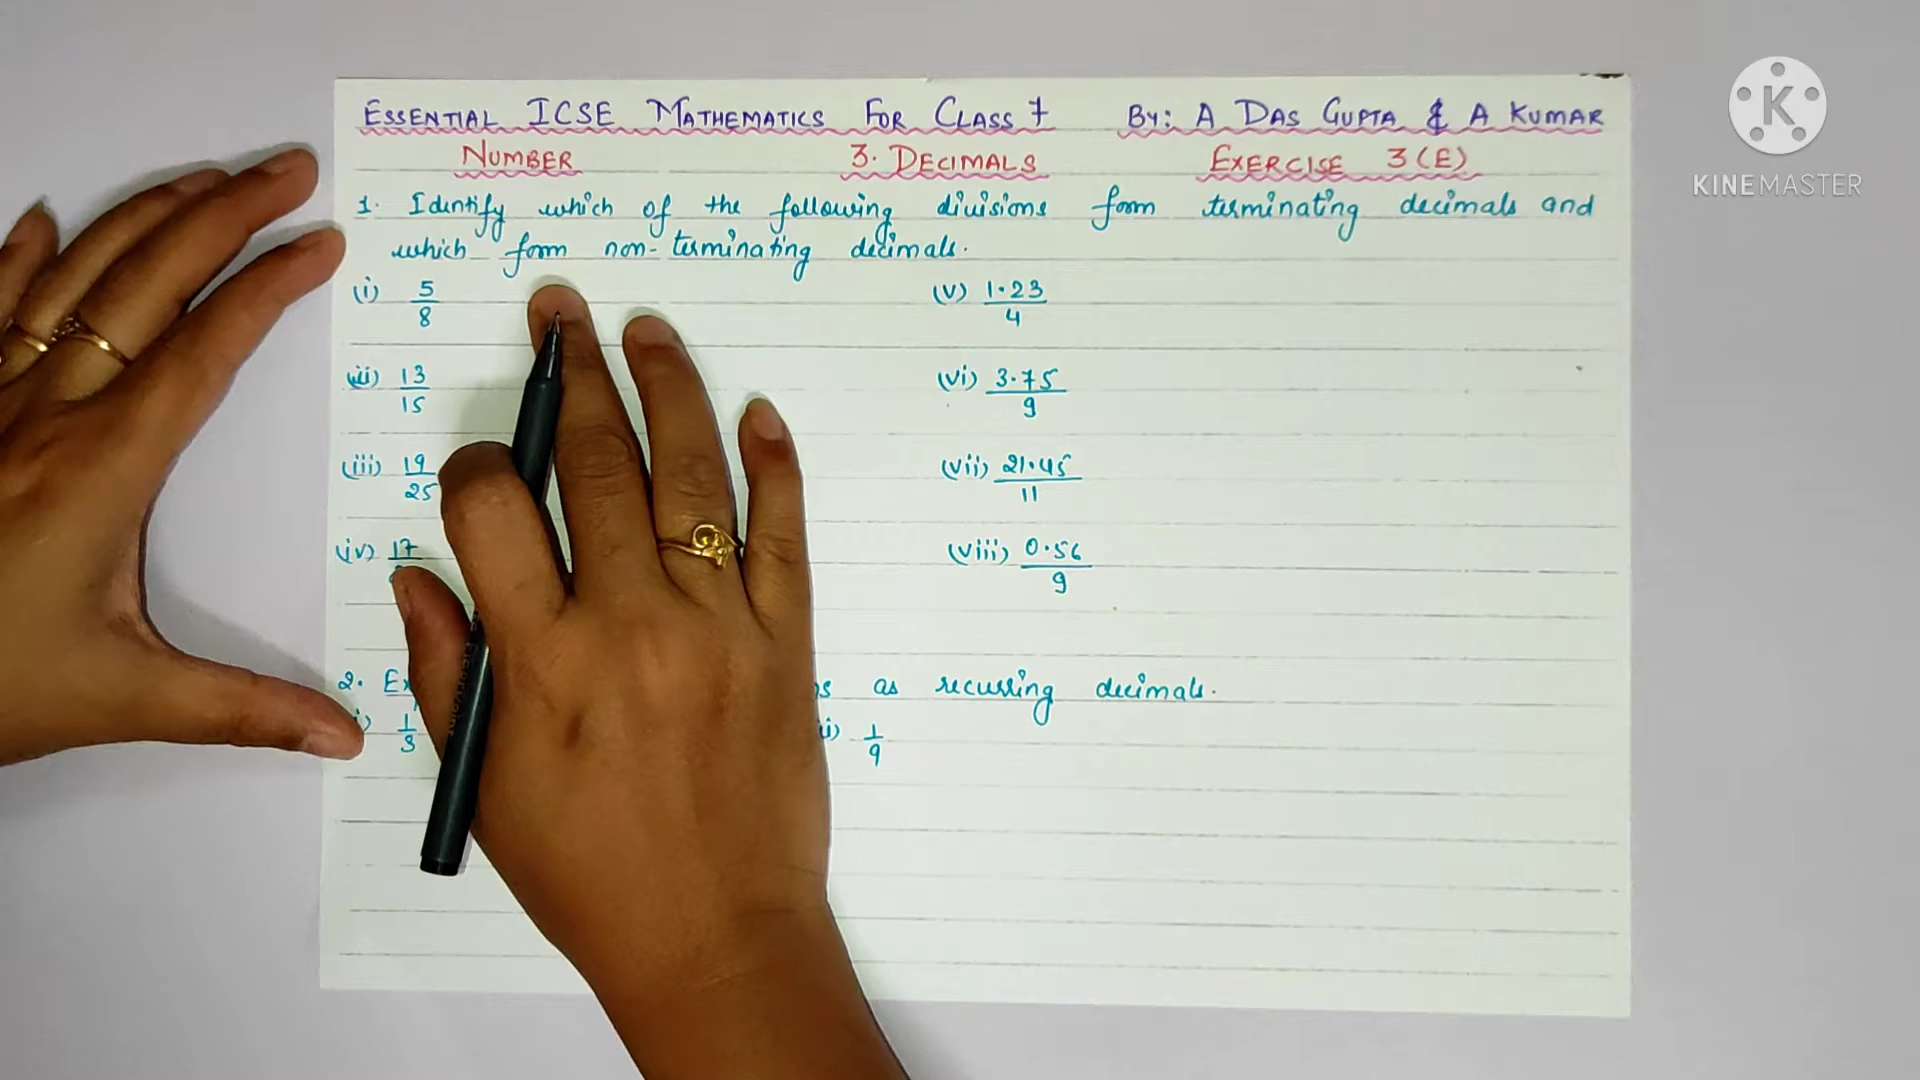 ESSENTIAL ICSE MATHEMATICS FOR CLASS 7 BY: A DAS GUPTA & A KUMAR
NUMBER 3. DECIMALS EXERCISE 3(E)
1. Identify which of the following divisions form terminating decimals and
which form non-terminating decimals.
(i) 5/8 (v) 1.23/4
(ii) 13/15 (vi) 3.75/9
(iii) 19/25 (vii) 21.45/11
(iv) 17 (viii) 0.56/9
2. as recurring decimals.
1/3 1/9
K
KINEMASTER